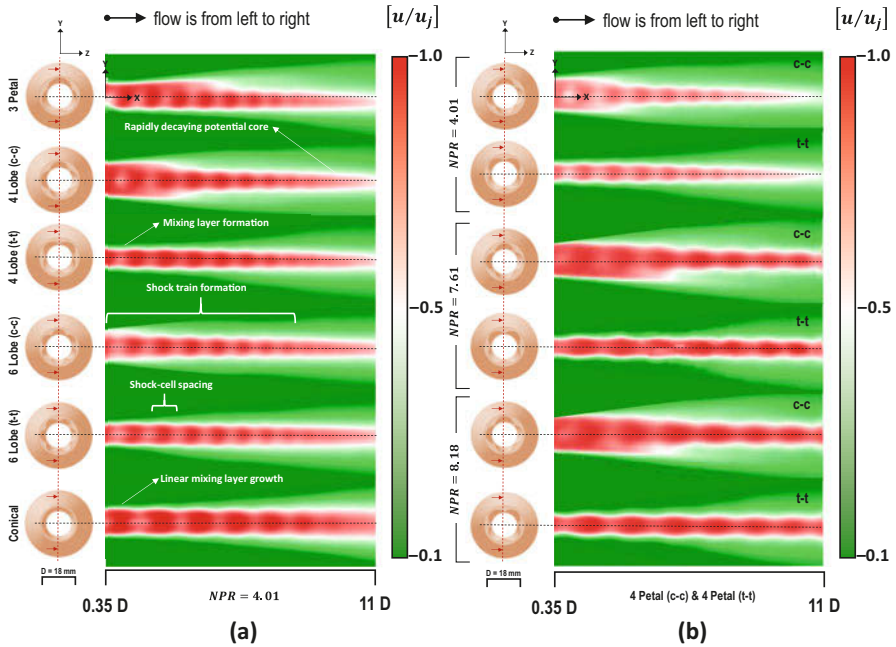 flow is from left to right
[u/u_j]
Y
Z
Y
X
3 Petal
4 Lobe (c-c)
4 Lobe (t-t)
6 Lobe (c-c)
6 Lobe (t-t)
Conical
Rapidly decaying potential core
Mixing layer formation
Shock train formation
Shock-cell spacing
Linear mixing layer growth
1.0
0.5
0.1
D = 18 mm
0.35 D
NPR = 4.01
11 D
(a)
flow is from left to right
[u/u_j]
Y
Z
Y
X
NPR = 4.01
NPR = 7.61
NPR = 8.18
c-c
t-t
c-c
t-t
c-c
t-t
1.0
0.5
0.1
D = 18 mm
0.35 D
4 Petal (c-c) & 4 Petal (t-t)
11 D
(b)